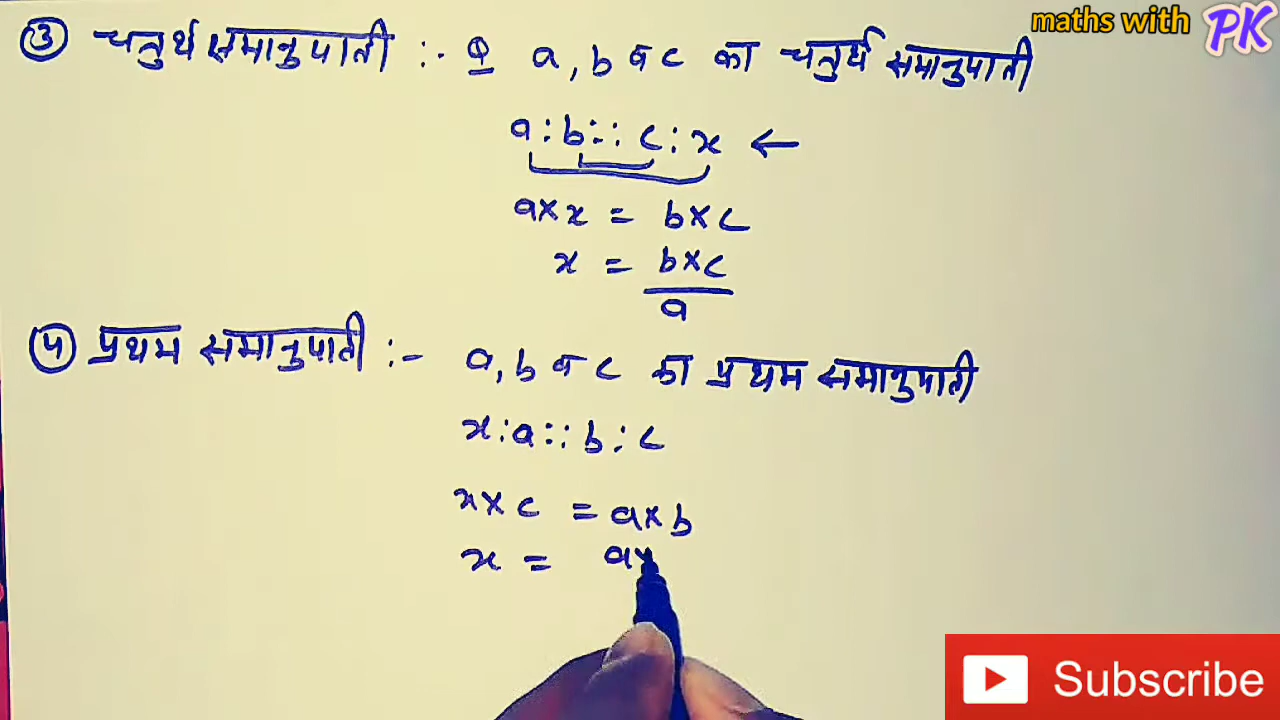 maths with PK
③ चतुर्थ समानुपाती :- Q a, b व c का चतुर्थ समानुपाती
a : b :: c : x ←
a×x = b×c
x = b×c
a
④ प्रथम समानुपाती :- a, b व c का प्रथम समानुपाती
x : a :: b : c
x×c = a×b
x = a×
Subscribe